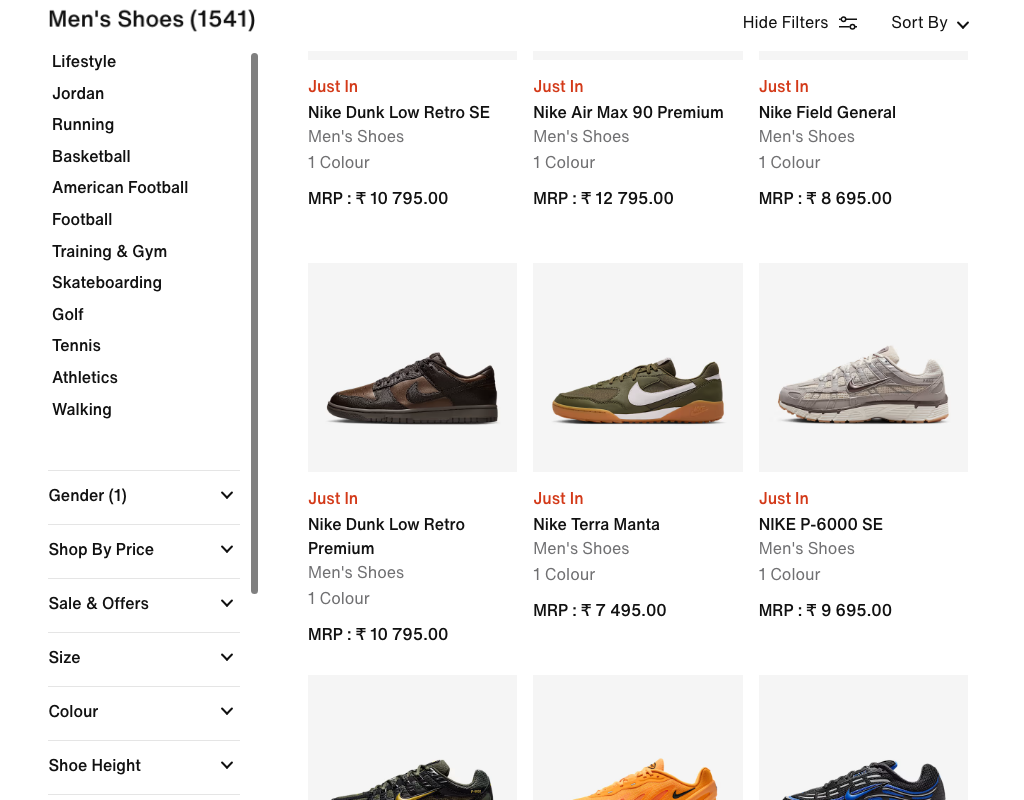 Men's Shoes (1541)
Hide Filters
Sort By
Lifestyle
Jordan
Running
Basketball
American Football
Football
Training & Gym
Skateboarding
Golf
Tennis
Athletics
Walking
Gender (1)
Shop By Price
Sale & Offers
Size
Colour
Shoe Height
Just In
Nike Dunk Low Retro SE
Men's Shoes
1 Colour
MRP : ₹ 10 795.00
Just In
Nike Air Max 90 Premium
Men's Shoes
1 Colour
MRP : ₹ 12 795.00
Just In
Nike Field General
Men's Shoes
1 Colour
MRP : ₹ 8 695.00
Just In
Nike Dunk Low Retro
Premium
Men's Shoes
1 Colour
MRP : ₹ 10 795.00
Just In
Nike Terra Manta
Men's Shoes
1 Colour
MRP : ₹ 7 495.00
Just In
NIKE P-6000 SE
Men's Shoes
1 Colour
MRP : ₹ 9 695.00